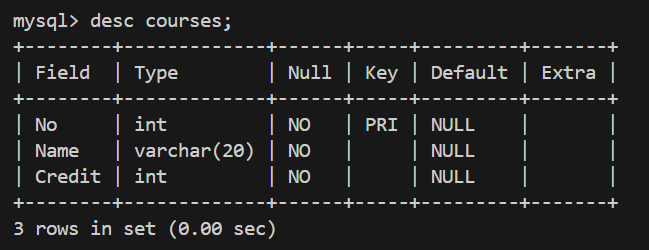 mysql> desc courses;
+--------+-------------+------+-----+---------+-------+
| Field  | Type        | Null | Key | Default | Extra |
+--------+-------------+------+-----+---------+-------+
| No     | int         | NO   | PRI | NULL    |       |
| Name   | varchar(20) | NO   |     | NULL    |       |
| Credit | int         | NO   |     | NULL    |       |
+--------+-------------+------+-----+---------+-------+
3 rows in set (0.00 sec)